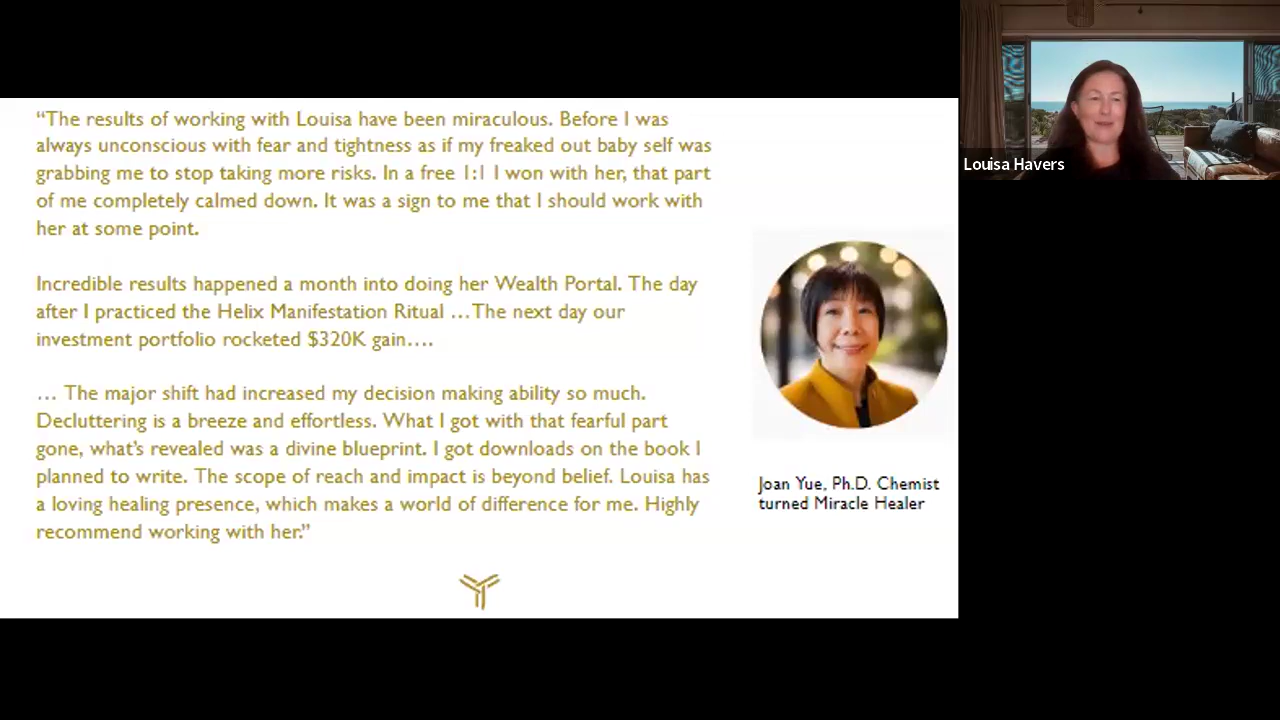 “The results of working with Louisa have been miraculous. Before I was
always unconscious with fear and tightness as if my freaked out baby self was
grabbing me to stop taking more risks. In a free 1:1 I won with her, that part
of me completely calmed down. It was a sign to me that I should work with
her at some point.
Incredible results happened a month into doing her Wealth Portal. The day
after I practiced the Helix Manifestation Ritual …The next day our
investment portfolio rocketed $320K gain….
… The major shift had increased my decision making ability so much.
Decluttering is a breeze and effortless. What I got with that fearful part
gone, what’s revealed was a divine blueprint. I got downloads on the book I
planned to write. The scope of reach and impact is beyond belief. Louisa has
a loving healing presence, which makes a world of difference for me. Highly
recommend working with her.”
Joan Yue, Ph.D. Chemist
turned Miracle Healer
Louisa Havers